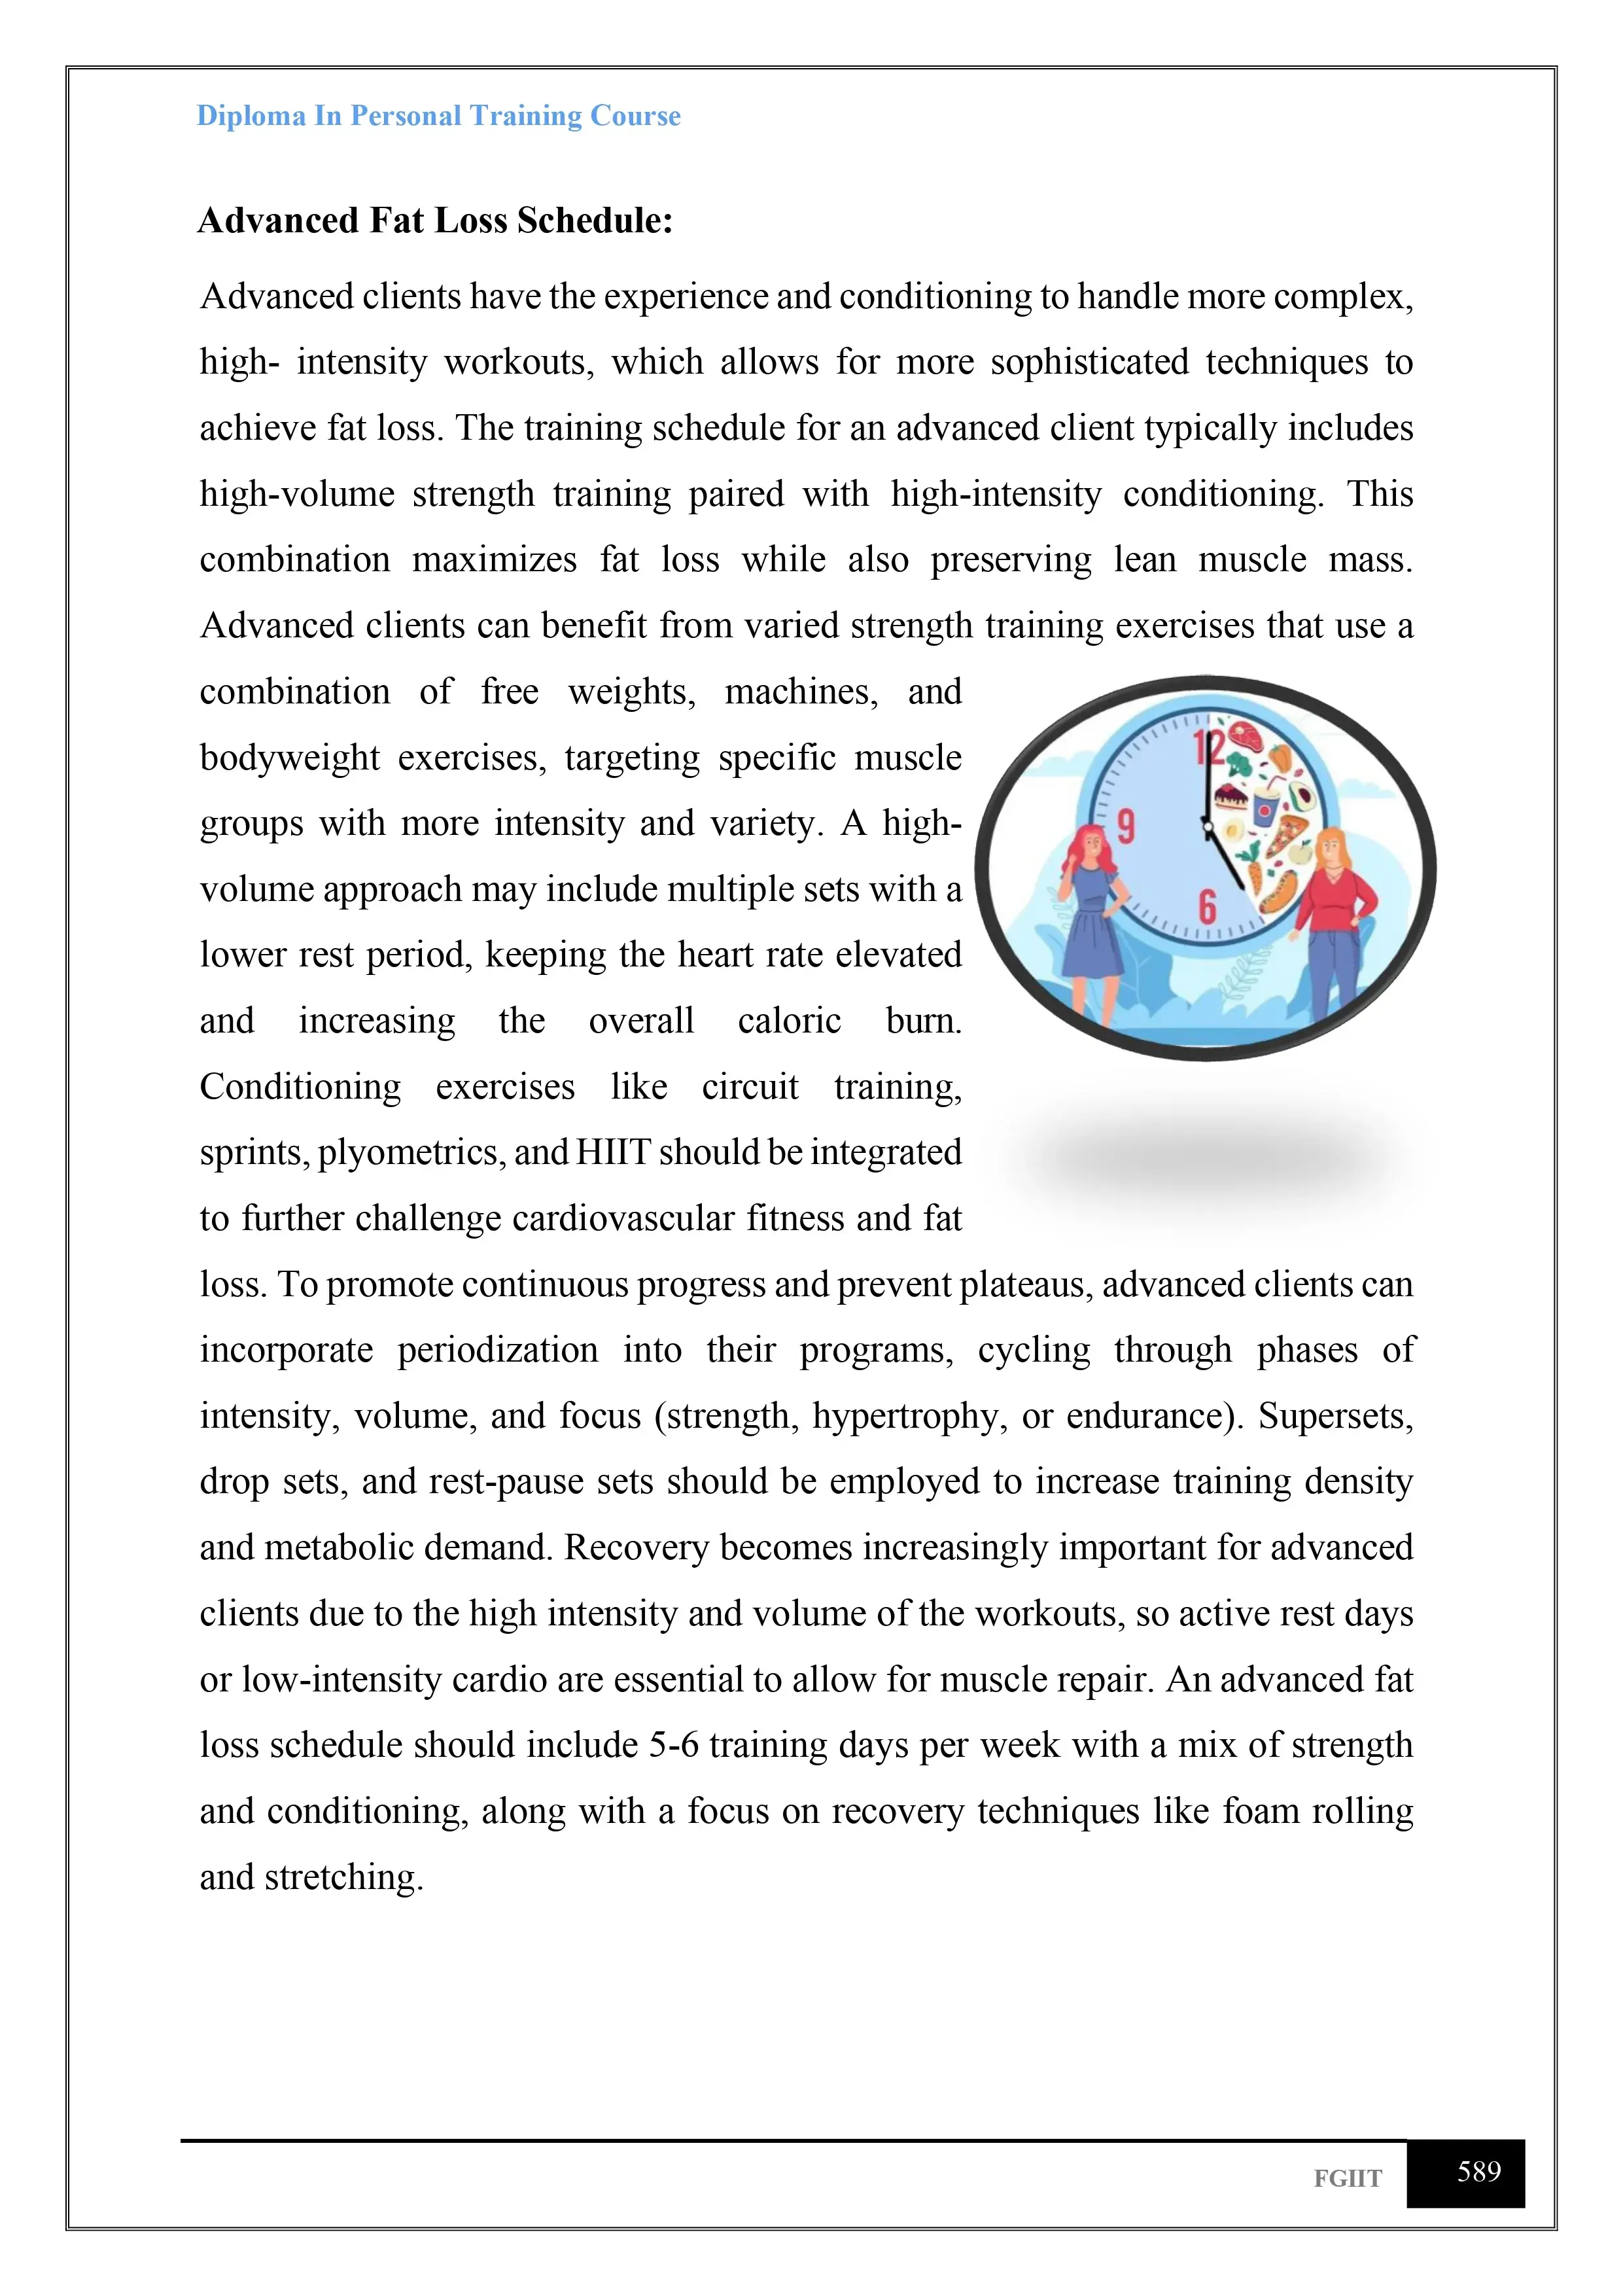 Diploma In Personal Training Course
Advanced Fat Loss Schedule:
Advanced clients have the experience and conditioning to handle more complex,
high- intensity workouts, which allows for more sophisticated techniques to
achieve fat loss. The training schedule for an advanced client typically includes
high-volume strength training paired with high-intensity conditioning. This
combination maximizes fat loss while also preserving lean muscle mass.
Advanced clients can benefit from varied strength training exercises that use a
combination of free weights, machines, and
bodyweight exercises, targeting specific muscle
groups with more intensity and variety. A high-
volume approach may include multiple sets with a
lower rest period, keeping the heart rate elevated
and increasing the overall caloric burn.
Conditioning exercises like circuit training,
sprints, plyometrics, and HIIT should be integrated
to further challenge cardiovascular fitness and fat
12
9
6
loss. To promote continuous progress and prevent plateaus, advanced clients can
incorporate periodization into their programs, cycling through phases of
intensity, volume, and focus (strength, hypertrophy, or endurance). Supersets,
drop sets, and rest-pause sets should be employed to increase training density
and metabolic demand. Recovery becomes increasingly important for advanced
clients due to the high intensity and volume of the workouts, so active rest days
or low-intensity cardio are essential to allow for muscle repair. An advanced fat
loss schedule should include 5-6 training days per week with a mix of strength
and conditioning, along with a focus on recovery techniques like foam rolling
and stretching.
FGIIT
589